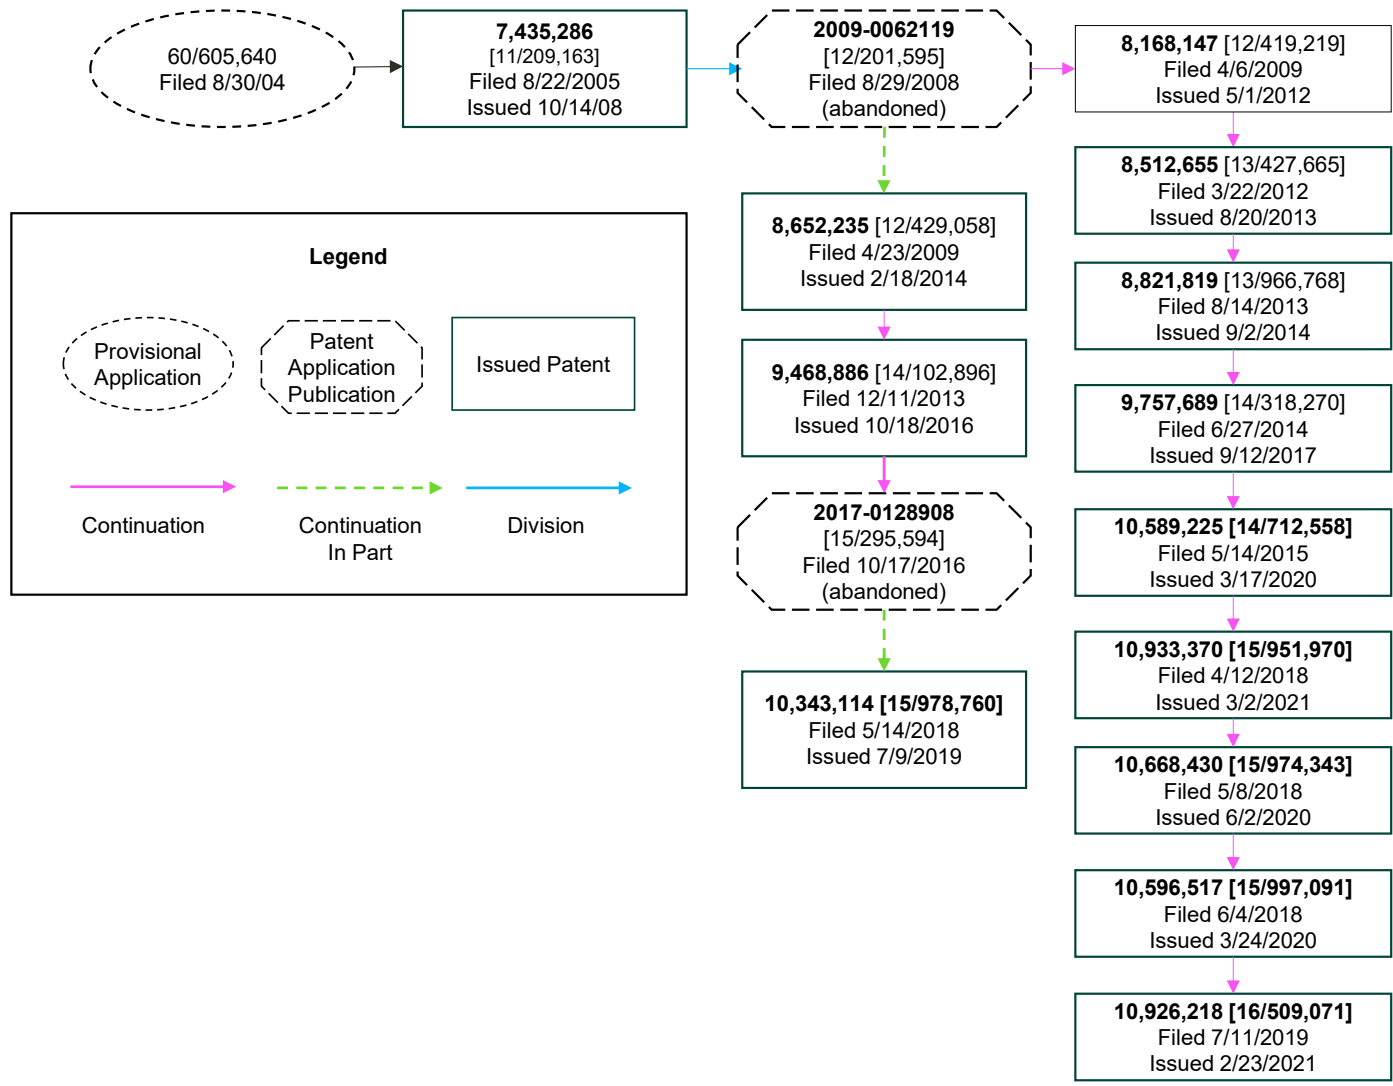 60/605,640
Filed 8/30/04
7,435,286
[11/209,163]
Filed 8/22/2005
Issued 10/14/08
2009-0062119
[12/201,595]
Filed 8/29/2008
(abandoned)
8,168,147 [12/419,219]
Filed 4/6/2009
Issued 5/1/2012
8,512,655 [13/427,665]
Filed 3/22/2012
Issued 8/20/2013
8,821,819 [13/966,768]
Filed 8/14/2013
Issued 9/2/2014
9,757,689 [14/318,270]
Filed 6/27/2014
Issued 9/12/2017
10,589,225 [14/712,558]
Filed 5/14/2015
Issued 3/17/2020
10,933,370 [15/951,970]
Filed 4/12/2018
Issued 3/2/2021
10,668,430 [15/974,343]
Filed 5/8/2018
Issued 6/2/2020
10,596,517 [15/997,091]
Filed 6/4/2018
Issued 3/24/2020
10,926,218 [16/509,071]
Filed 7/11/2019
Issued 2/23/2021
8,652,235 [12/429,058]
Filed 4/23/2009
Issued 2/18/2014
9,468,886 [14/102,896]
Filed 12/11/2013
Issued 10/18/2016
2017-0128908
[15/295,594]
Filed 10/17/2016
(abandoned)
10,343,114 [15/978,760]
Filed 5/14/2018
Issued 7/9/2019
Legend
Provisional
Application
Patent
Application
Publication
Issued Patent
Continuation
Continuation
In Part
Division